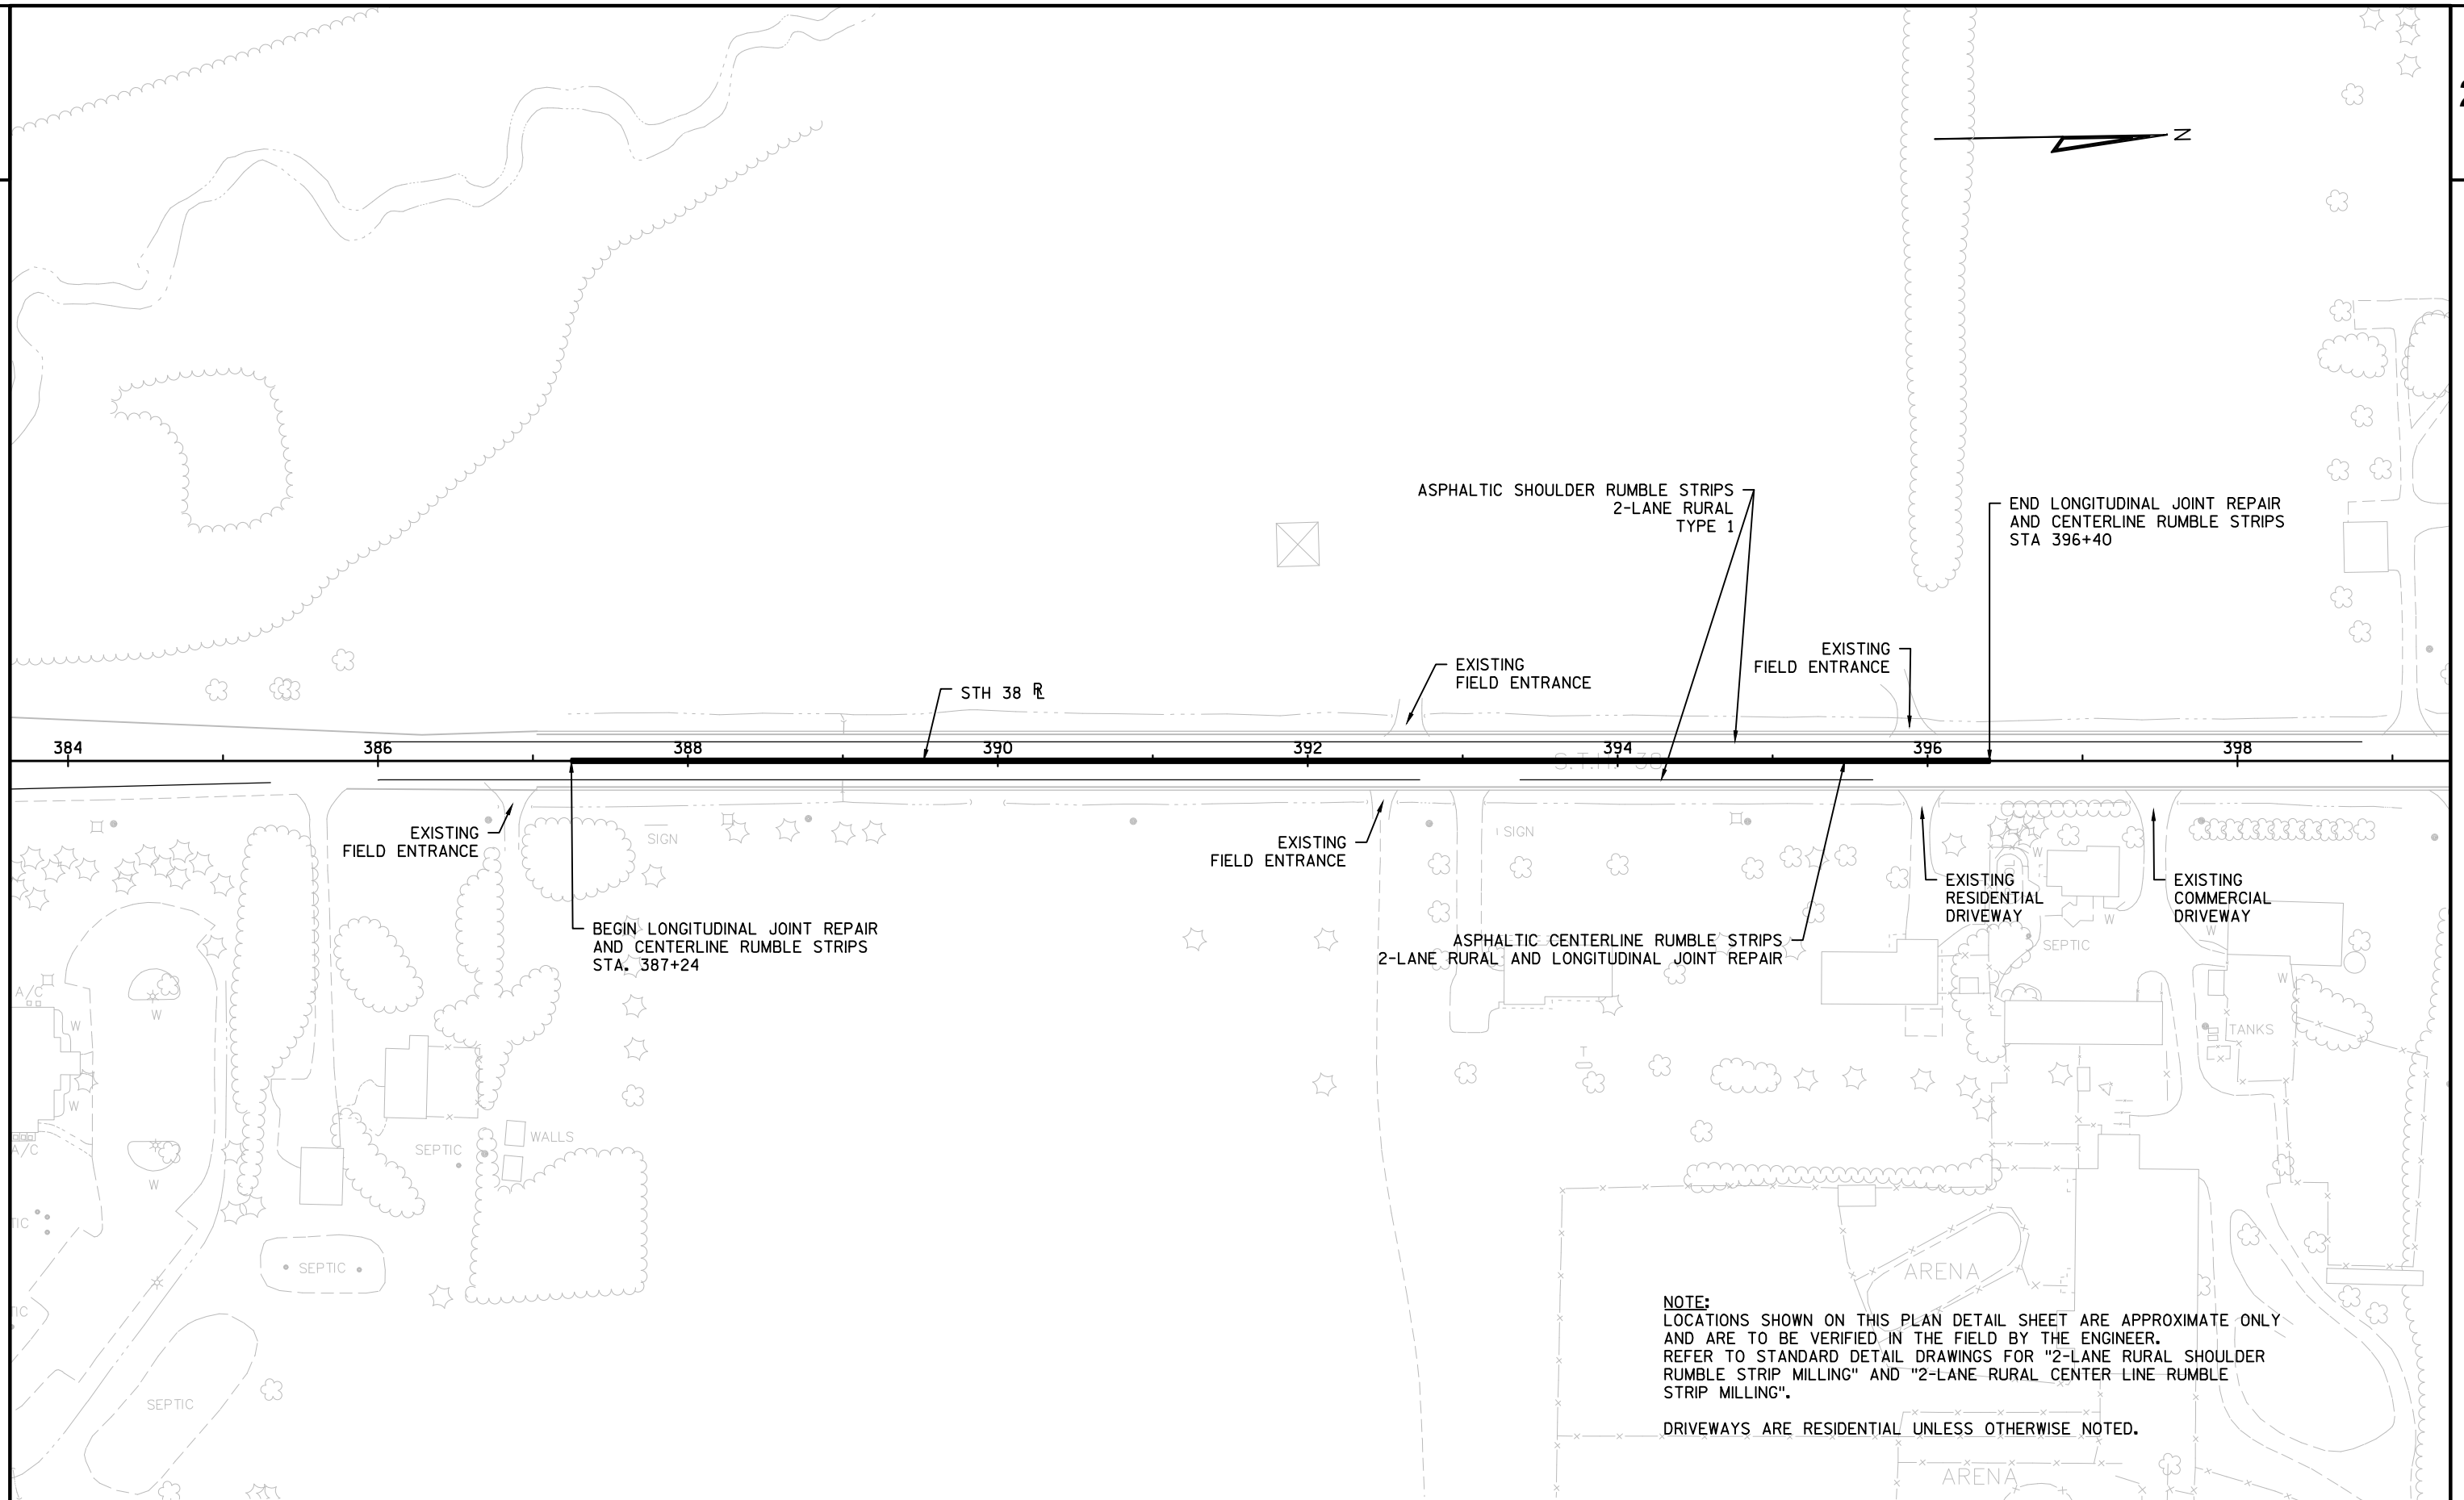 N
ASPHALTIC SHOULDER RUMBLE STRIPS
2-LANE RURAL
TYPE 1
END LONGITUDINAL JOINT REPAIR
AND CENTERLINE RUMBLE STRIPS
STA 396+40
EXISTING
FIELD ENTRANCE
EXISTING
FIELD ENTRANCE
STH 38 RL
384
386
388
390
392
394
396
398
S.T.H. 38
EXISTING
FIELD ENTRANCE
SIGN
EXISTING
FIELD ENTRANCE
SIGN
W
EXISTING
RESIDENTIAL
DRIVEWAY
EXISTING
COMMERCIAL
DRIVEWAY
W
W
BEGIN LONGITUDINAL JOINT REPAIR
AND CENTERLINE RUMBLE STRIPS
STA. 387+24
ASPHALTIC CENTERLINE RUMBLE STRIPS
2-LANE RURAL AND LONGITUDINAL JOINT REPAIR
SEPTIC
W
A/C
W
W
TANKS
T
W
WALLS
SEPTIC
A/C
W
TIC
SEPTIC
ARENA
TIC
SEPTIC
NOTE:
LOCATIONS SHOWN ON THIS PLAN DETAIL SHEET ARE APPROXIMATE ONLY
AND ARE TO BE VERIFIED IN THE FIELD BY THE ENGINEER.
REFER TO STANDARD DETAIL DRAWINGS FOR "2-LANE RURAL SHOULDER
RUMBLE STRIP MILLING" AND "2-LANE RURAL CENTER LINE RUMBLE
STRIP MILLING".
DRIVEWAYS ARE RESIDENTIAL UNLESS OTHERWISE NOTED.
ARENA